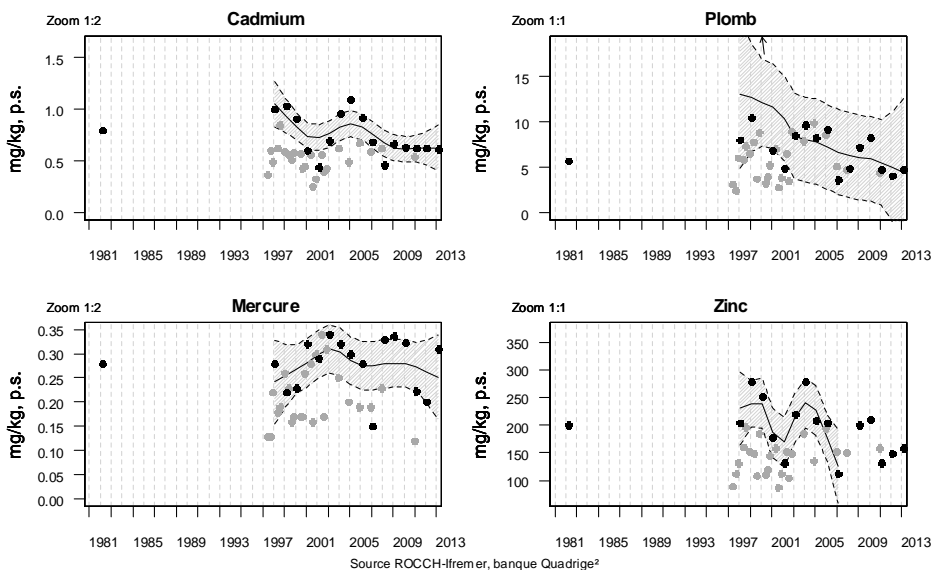 Zoom 1:2
Cadmium
mg/kg, p.s.
1.5
1.0
0.5
0.0
1981 1985 1989 1993 1997 2001 2005 2009 2013
Zoom 1:1
Plomb
mg/kg, p.s.
15
10
5
0
1981 1985 1989 1993 1997 2001 2005 2009 2013
Zoom 1:2
Mercure
mg/kg, p.s.
0.35
0.30
0.25
0.20
0.15
0.10
0.05
0.00
1981 1985 1989 1993 1997 2001 2005 2009 2013
Zoom 1:1
Zinc
mg/kg, p.s.
350
300
250
200
150
100
1981 1985 1989 1993 1997 2001 2005 2009 2013
Source ROCCH-Ifremer, banque Quadrige²